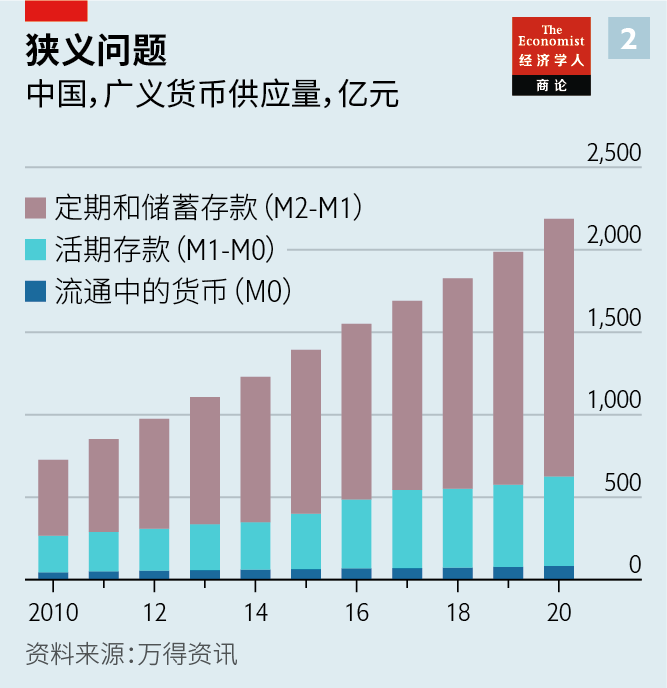 狭义问题
中国，广义货币供应量，亿元
The
Economist
经济学人
商论
2
2,500
定期和储蓄存款（M2-M1）
2,000
活期存款（M1-M0）
流通中的货币（M0）
1,500
1,000
500
0
2010 12 14 16 18 20
资料来源：万得资讯